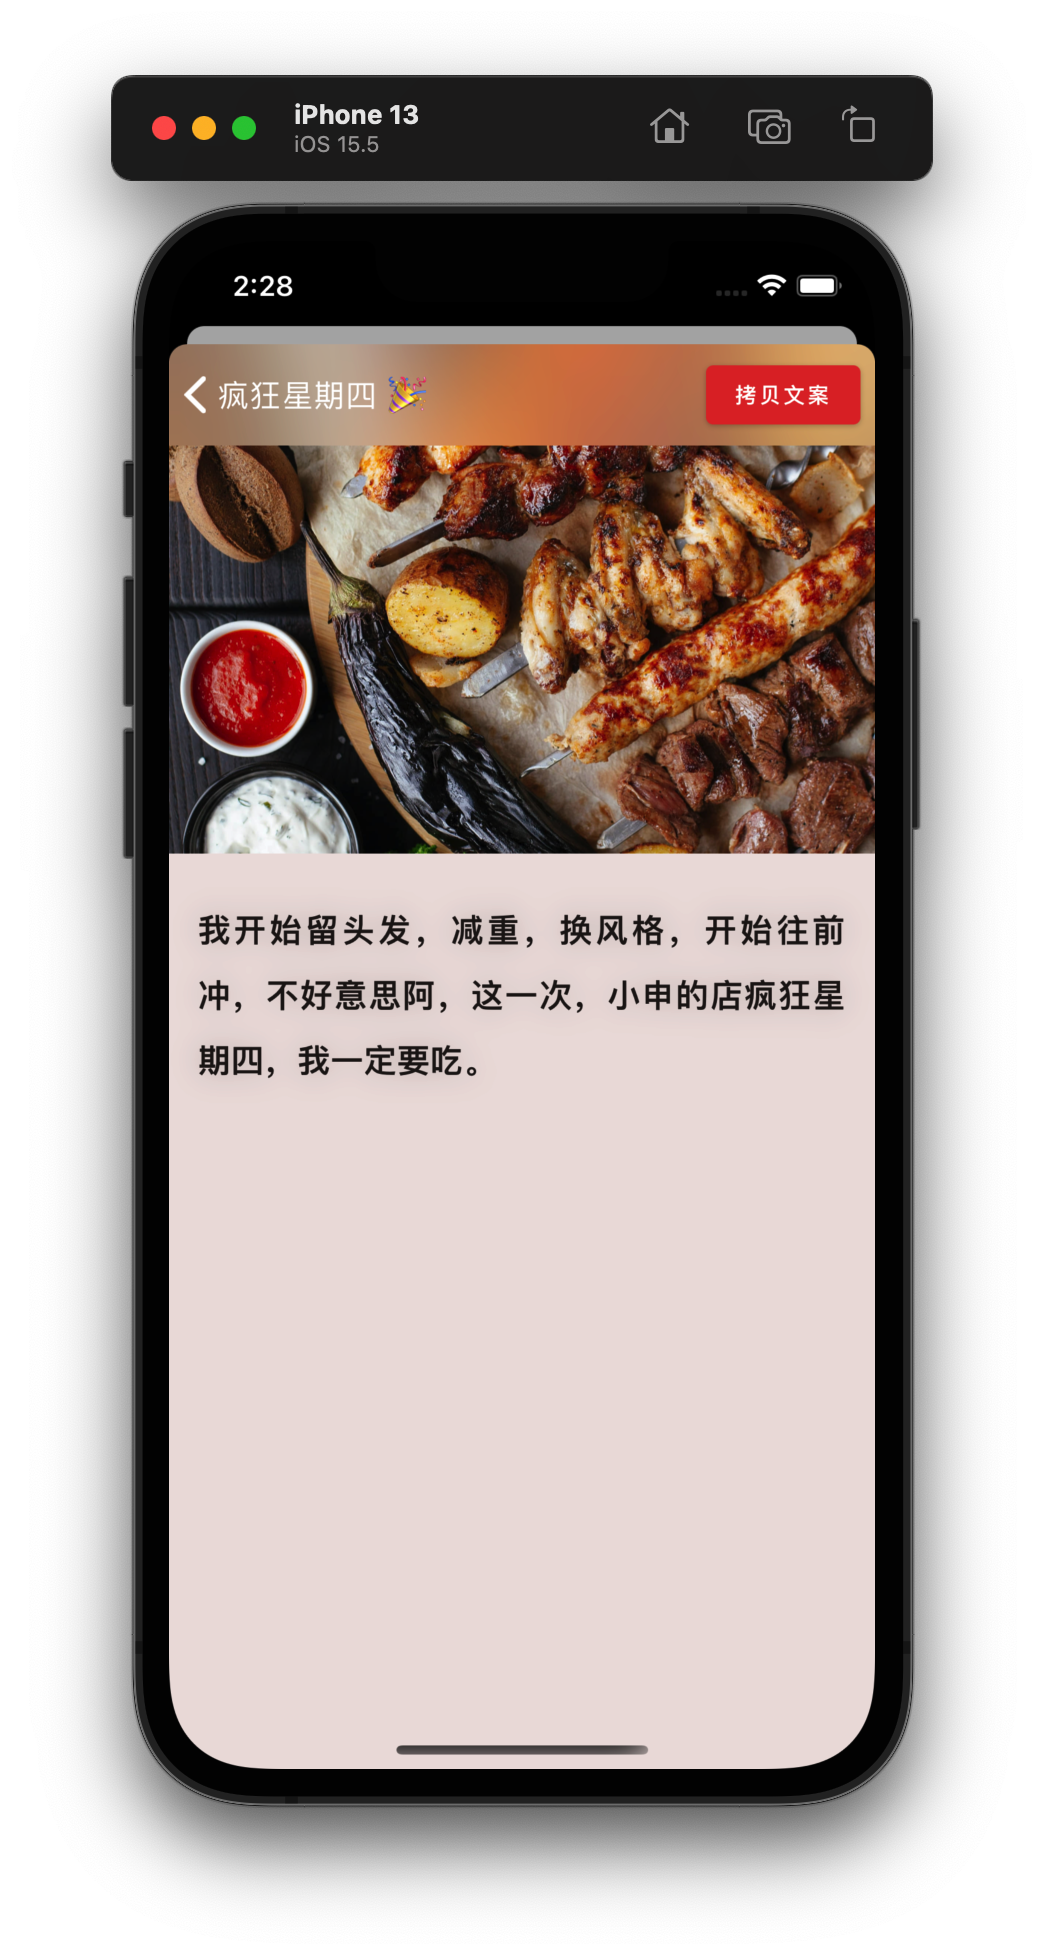 iPhone 13
iOS 15.5
2:28
疯狂星期四 🎉
拷贝文案
我开始留头发，减重，换风格，开始往前
冲，不好意思阿，这一次，小申的店疯狂星
期四，我一定要吃。